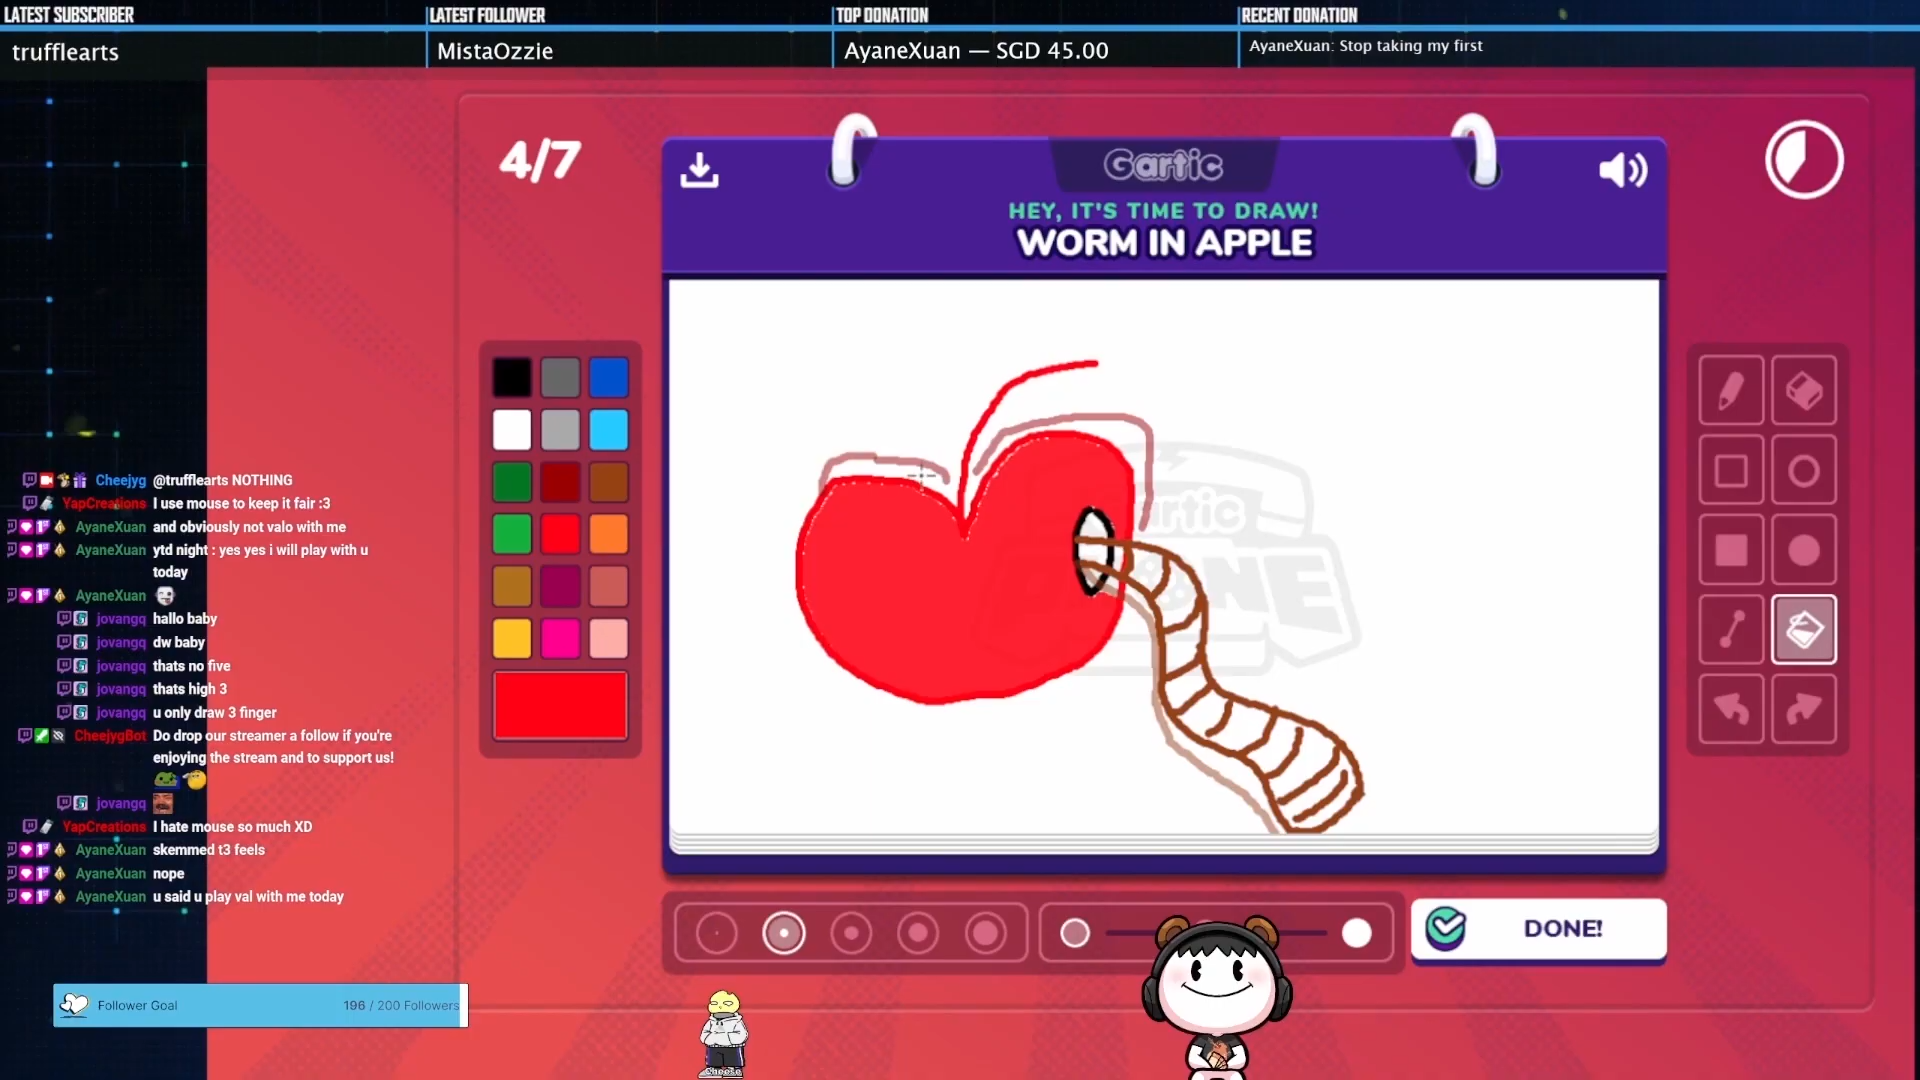 LATEST SUBSCRIBER
LATEST FOLLOWER
TOP DONATION
RECENT DONATION
trufflearts
MistaOzzie
AyaneXuan — SGD 45.00
AyaneXuan: Stop taking my first
4/7
Gartic
HEY, IT'S TIME TO DRAW!
WORM IN APPLE
Cheejyg @trufflearts NOTHING
YapCreations I use mouse to keep it fair :3
AyaneXuan and obviously not valo with me
AyaneXuan ytd night : yes yes i will play with u
today
AyaneXuan
jovangq hallo baby
jovangq dw baby
jovangq thats no five
jovangq thats high 3
jovangq u only draw 3 finger
CheejygBot Do drop our streamer a follow if you're
enjoying the stream and to support us!
jovangq
YapCreations I hate mouse so much XD
AyaneXuan skemmed t3 feels
AyaneXuan nope
AyaneXuan u said u play val with me today
DONE!
Follower Goal 196 / 200 Followers
Cheese